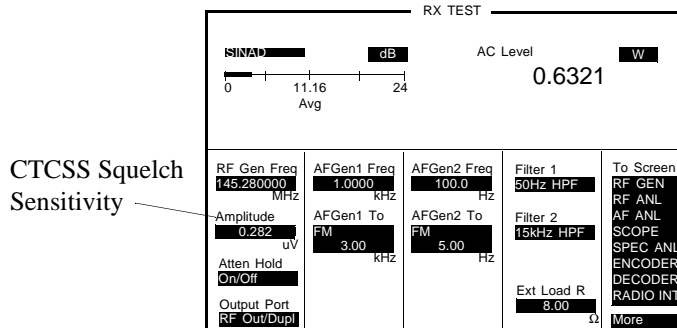 RX TEST
SINAD dB AC Level W
0.6321
0 11.16 24
Avg
CTCSS Squelch
Sensitivity
RF Gen Freq
145.280000
MHz
Amplitude
0.282
uV
Atten Hold
On/Off
Output Port
RF Out/Dupl
AFGen1 Freq
1.0000
kHz
AFGen1 To
FM
3.00
kHz
AFGen2 Freq
100.0
Hz
AFGen2 To
FM
5.00
Hz
Filter 1
50Hz HPF
Filter 2
15kHz HPF
Ext Load R
8.00
Ω
To Screen
RF GEN
RF ANL
AF ANL
SCOPE
SPEC ANL
ENCODER
DECODER
RADIO INT
More